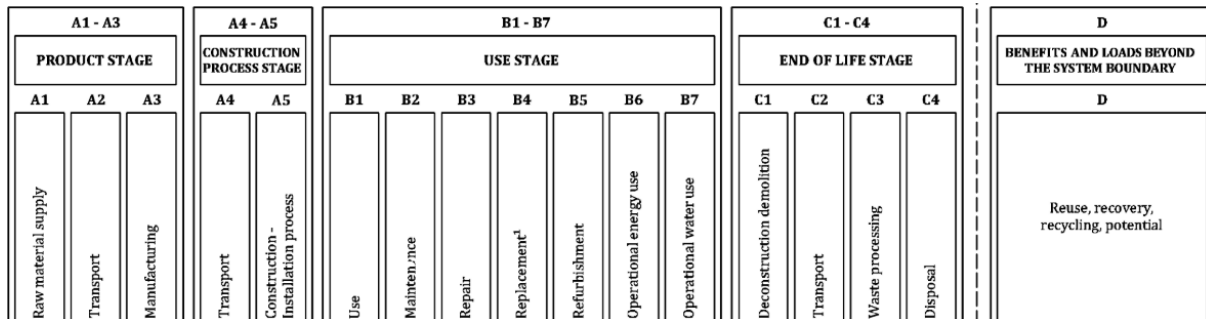 A1 - A3
PRODUCT STAGE
A1 A2 A3
Raw material supply
Transport
Manufacturing
A4 - A5
CONSTRUCTION
PROCESS STAGE
A4 A5
Transport
Construction -
Installation process
B1 - B7
USE STAGE
B1 B2 B3 B4 B5 B6 B7
Use
Maintenance
Repair
Replacement¹
Refurbishment
Operational energy use
Operational water use
C1 - C4
END OF LIFE STAGE
C1 C2 C3 C4
Deconstruction demolition
Transport
Waste processing
Disposal
D
BENEFITS AND LOADS BEYOND
THE SYSTEM BOUNDARY
D
Reuse, recovery,
recycling, potential